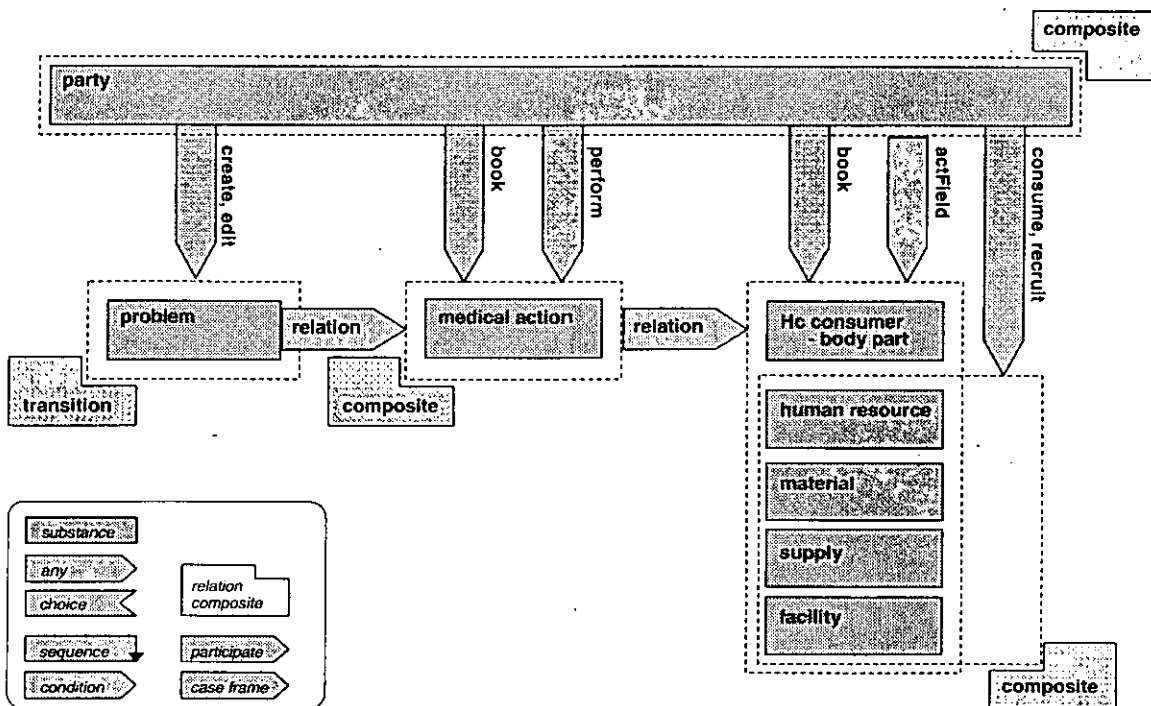 composite
party
create, edit
book
perform
book
actField
consume, recruit
problem
relation
medical action
relation
Hc consumer
- body part
transition
composite
human resource
material
supply
facility
composite
substance
any
choice
sequence
condition
relation
composite
participate
case frame